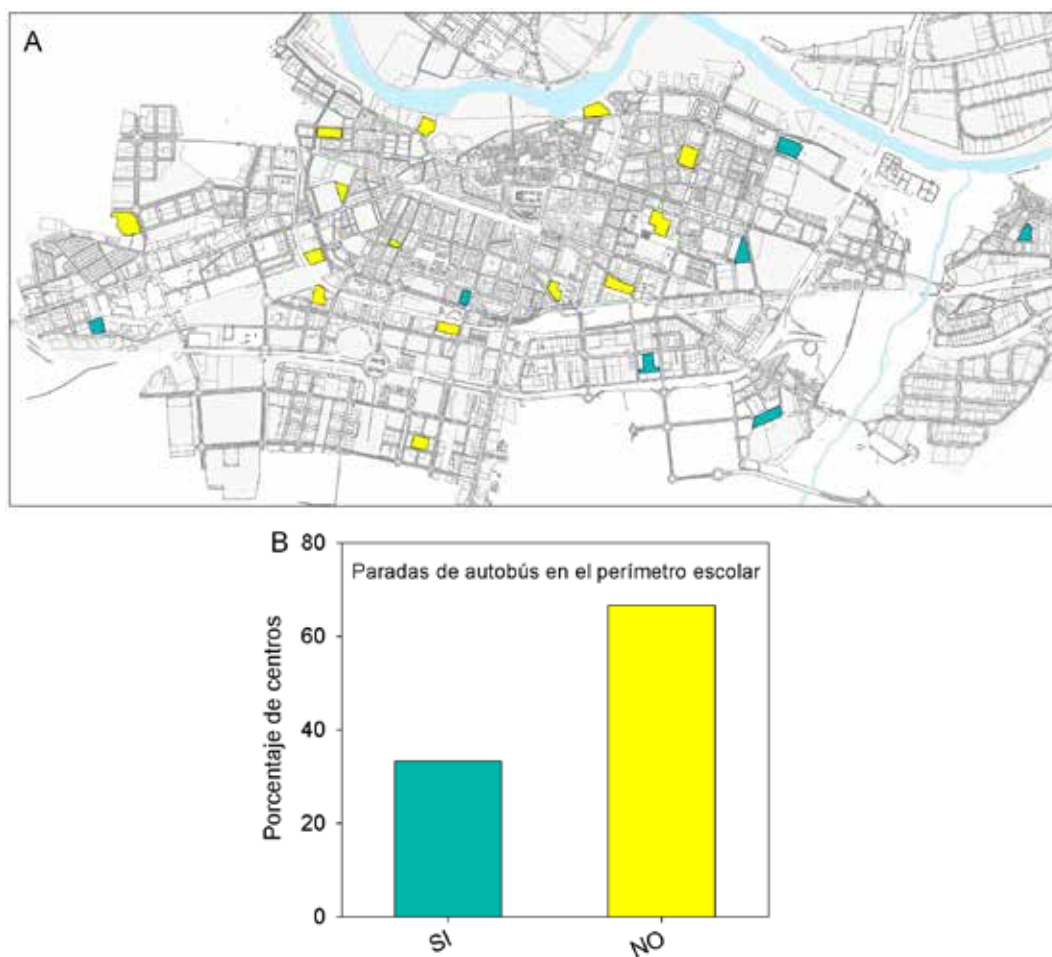 A
B
80
Paradas de autobús en el perímetro escolar
60
40
20
0
Porcentaje de centros
SI
NO